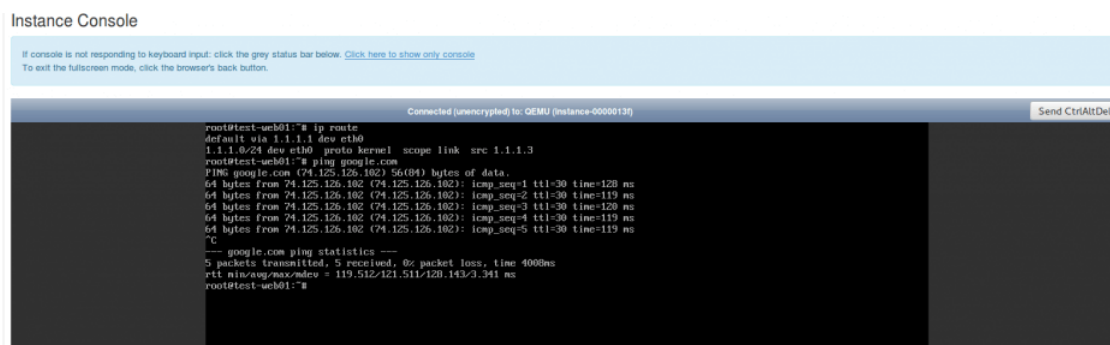 Instance Console
If console is not responding to keyboard input: click the grey status bar below. Click here to show only console
To exit the fullscreen mode, click the browser's back button.
Connected (unencrypted) to: QEMU (instance-0000013f)
Send CtrlAltDel
root@test-web01:~# ip route
default via 1.1.1.1 dev eth0
1.1.1.0/24 dev eth0  proto kernel  scope link  src 1.1.1.3
root@test-web01:~# ping google.com
PING google.com (74.125.126.102) 56(84) bytes of data.
64 bytes from 74.125.126.102 (74.125.126.102): icmp_seq=1 ttl=30 time=128 ms
64 bytes from 74.125.126.102 (74.125.126.102): icmp_seq=2 ttl=30 time=119 ms
64 bytes from 74.125.126.102 (74.125.126.102): icmp_seq=3 ttl=30 time=120 ms
64 bytes from 74.125.126.102 (74.125.126.102): icmp_seq=4 ttl=30 time=119 ms
64 bytes from 74.125.126.102 (74.125.126.102): icmp_seq=5 ttl=30 time=119 ms
^C
--- google.com ping statistics ---
5 packets transmitted, 5 received, 0% packet loss, time 4008ms
rtt min/avg/max/mdev = 119.512/121.511/128.143/3.341 ms
root@test-web01:~#